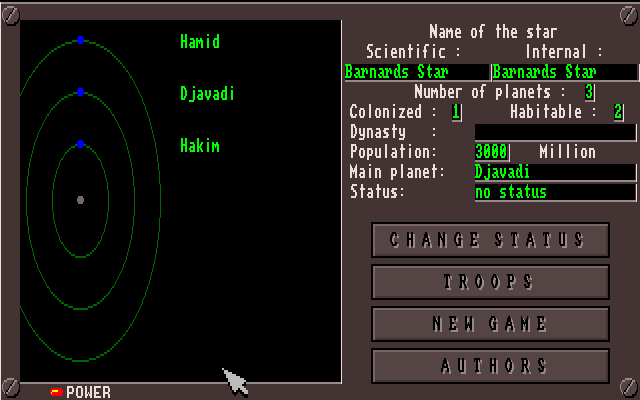 Hamid
Djavadi
Hakim
POWER
Name of the star
Scientific : Internal :
Barnards Star Barnards Star
Number of planets : 3
Colonized : 1 Habitable : 2
Dynasty :
Population: 3000 Million
Main planet: Djavadi
Status: no status
CHANGE STATUS
TROOPS
NEW GAME
AUTHORS